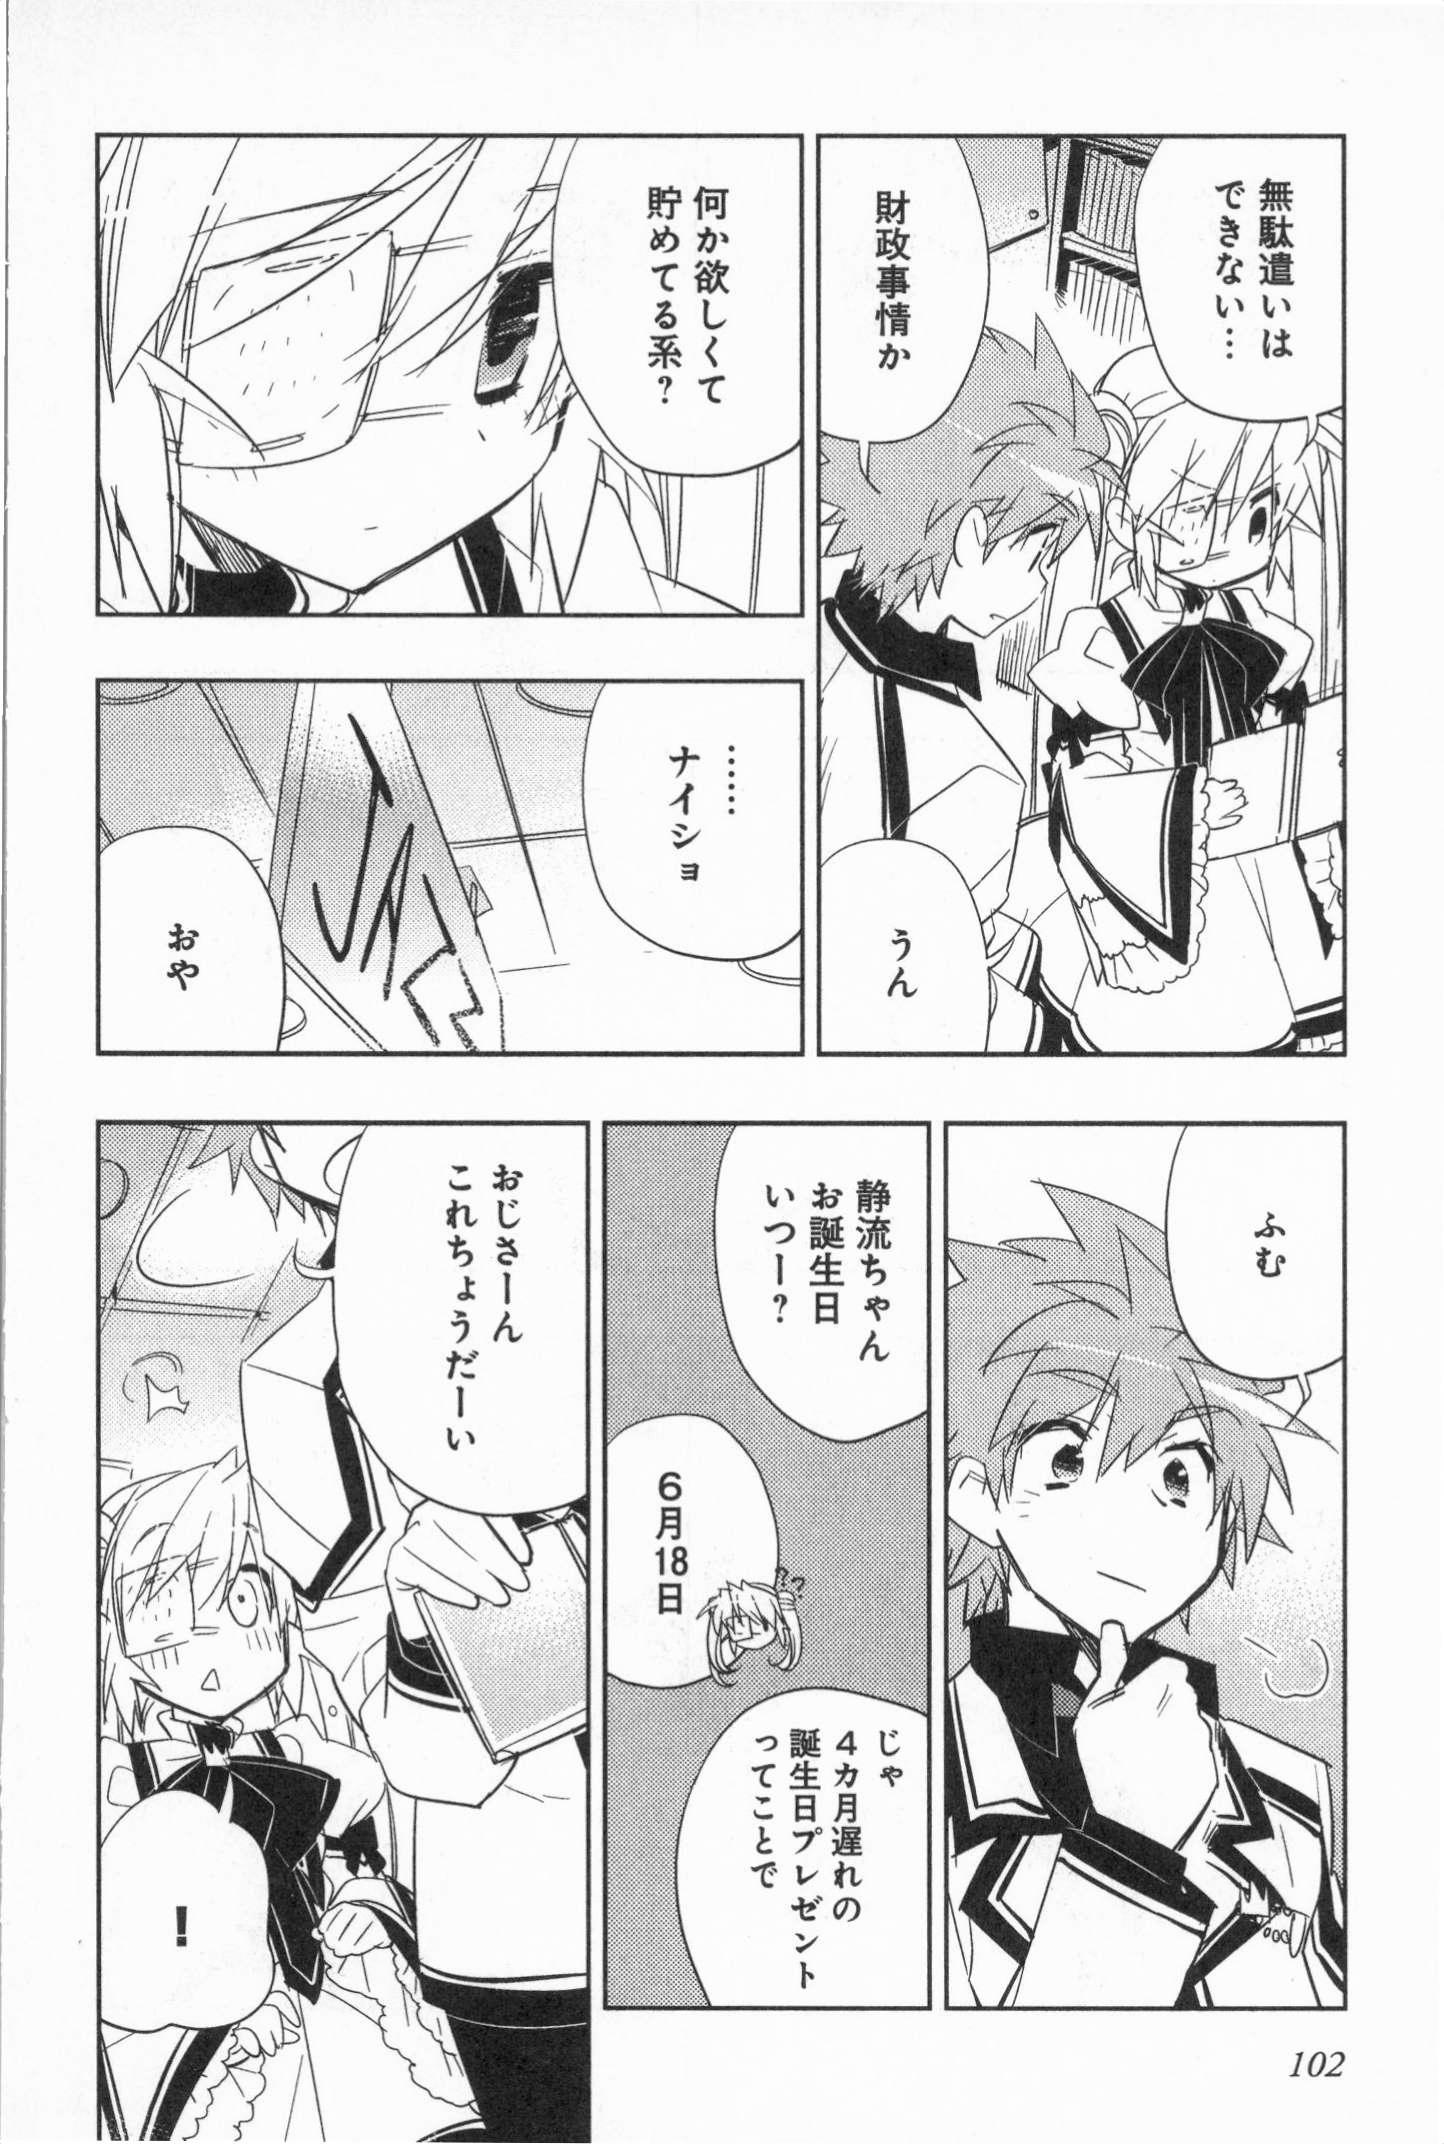 無駄遣いは
できない…
財政事情か
うん
何か欲しくて
貯めてる系？
……
ナイショ
おや
ふむ
静流ちゃん
お誕生日
いつー？
6月18日
じゃ
4カ月遅れの
誕生日プレゼント
ってことで
おじさーん
これちょうだーい
！
102